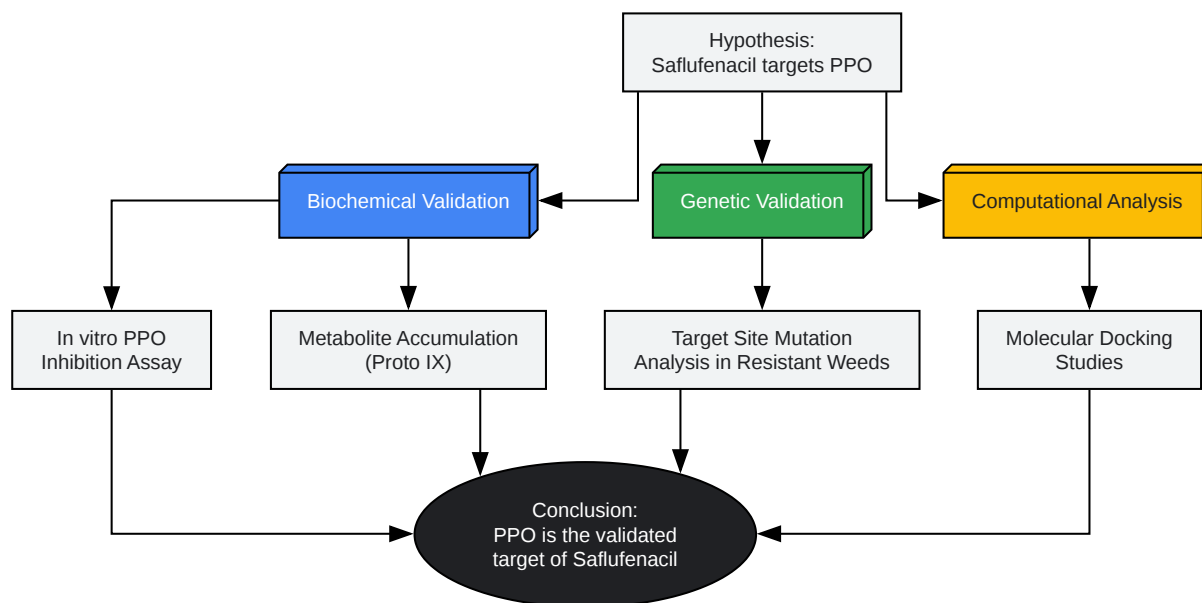 Hypothesis:
Saflufenacil targets PPO
Biochemical Validation
Genetic Validation
Computational Analysis
In vitro PPO
Inhibition Assay
Metabolite Accumulation
(Proto IX)
Target Site Mutation
Analysis in Resistant Weeds
Molecular Docking
Studies
Conclusion:
PPO is the validated
target of Saflufenacil